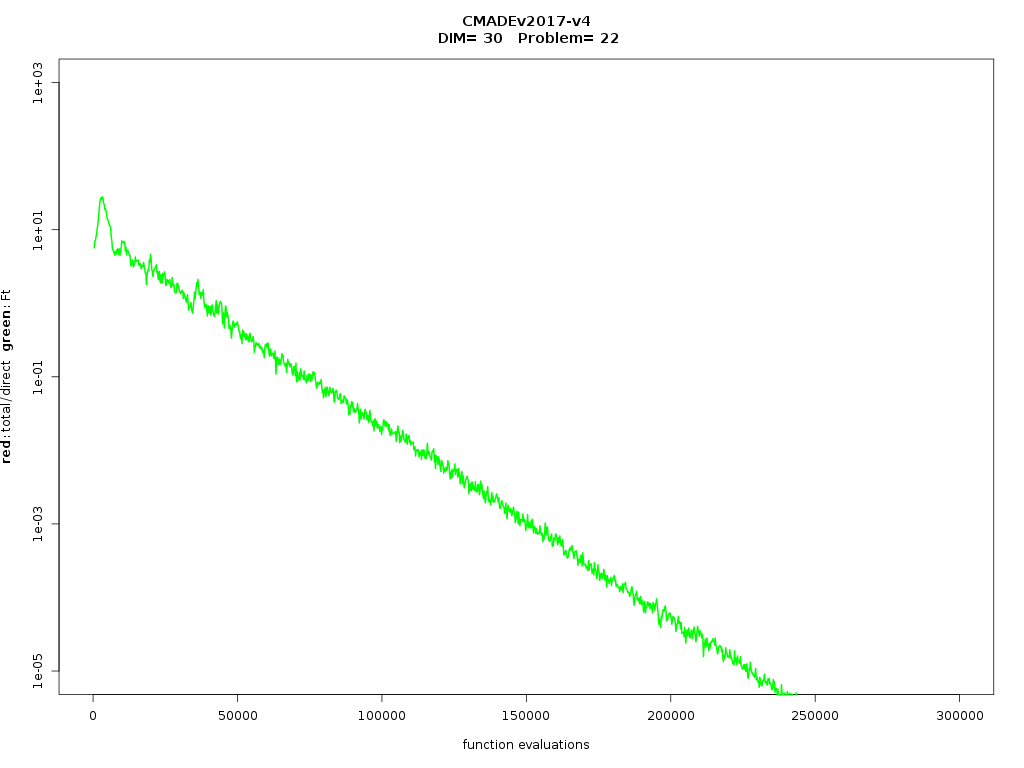 CMADEv2017-v4
DIM= 30 Problem= 22
1e+03
1e+01
1e-01
1e-03
1e-05
red:total/direct green:Ft
0 50000 100000 150000 200000 250000 300000
function evaluations